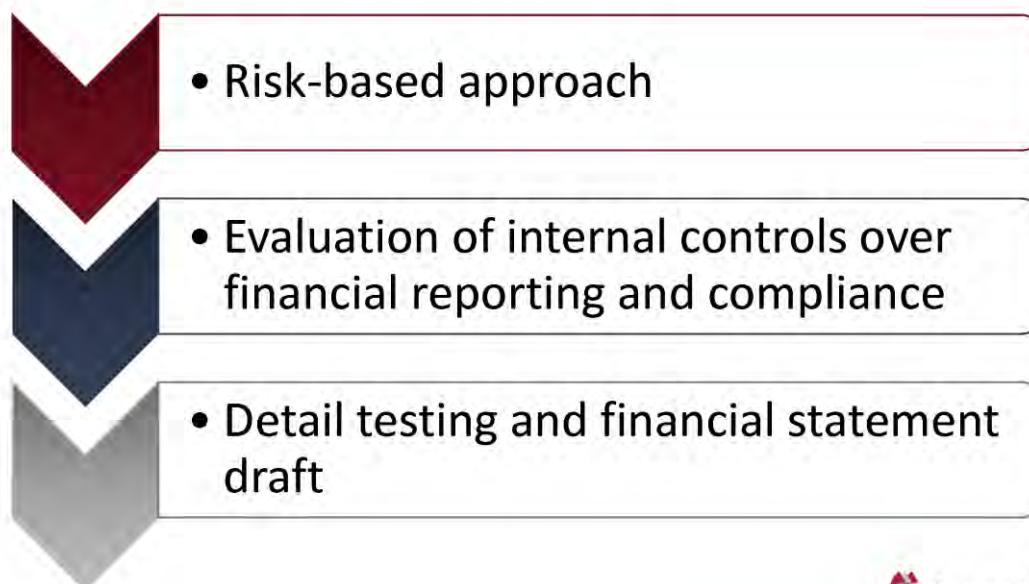 • Risk-based approach
• Evaluation of internal controls over
financial reporting and compliance
• Detail testing and financial statement
draft